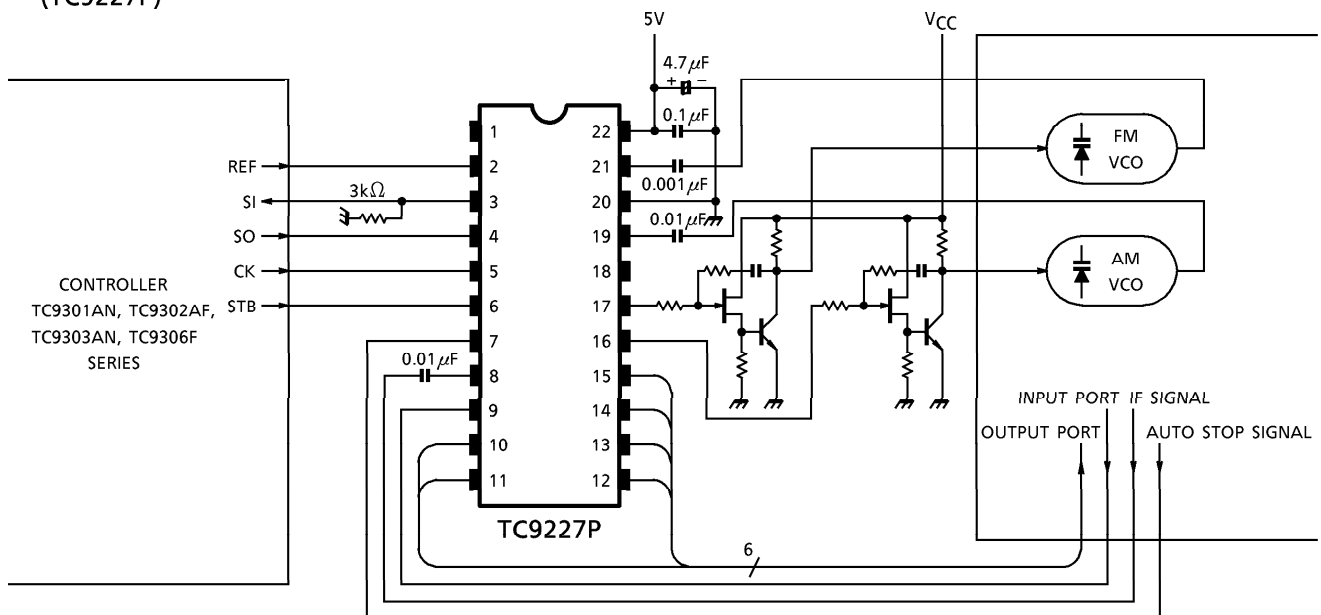 (TC9227P)
5V
VCC
4.7μF
+ −
0.1μF
0.001μF
0.01μF
FM
VCO
AM
VCO
REF
SI
3kΩ
SO
CK
STB
CONTROLLER
TC9301AN, TC9302AF,
TC9303AN, TC9306F
SERIES
1
2
3
4
5
6
7
8
9
10
11
22
21
20
19
18
17
16
15
14
13
12
0.01μF
TC9227P
6
INPUT PORT IF SIGNAL
OUTPUT PORT
AUTO STOP SIGNAL